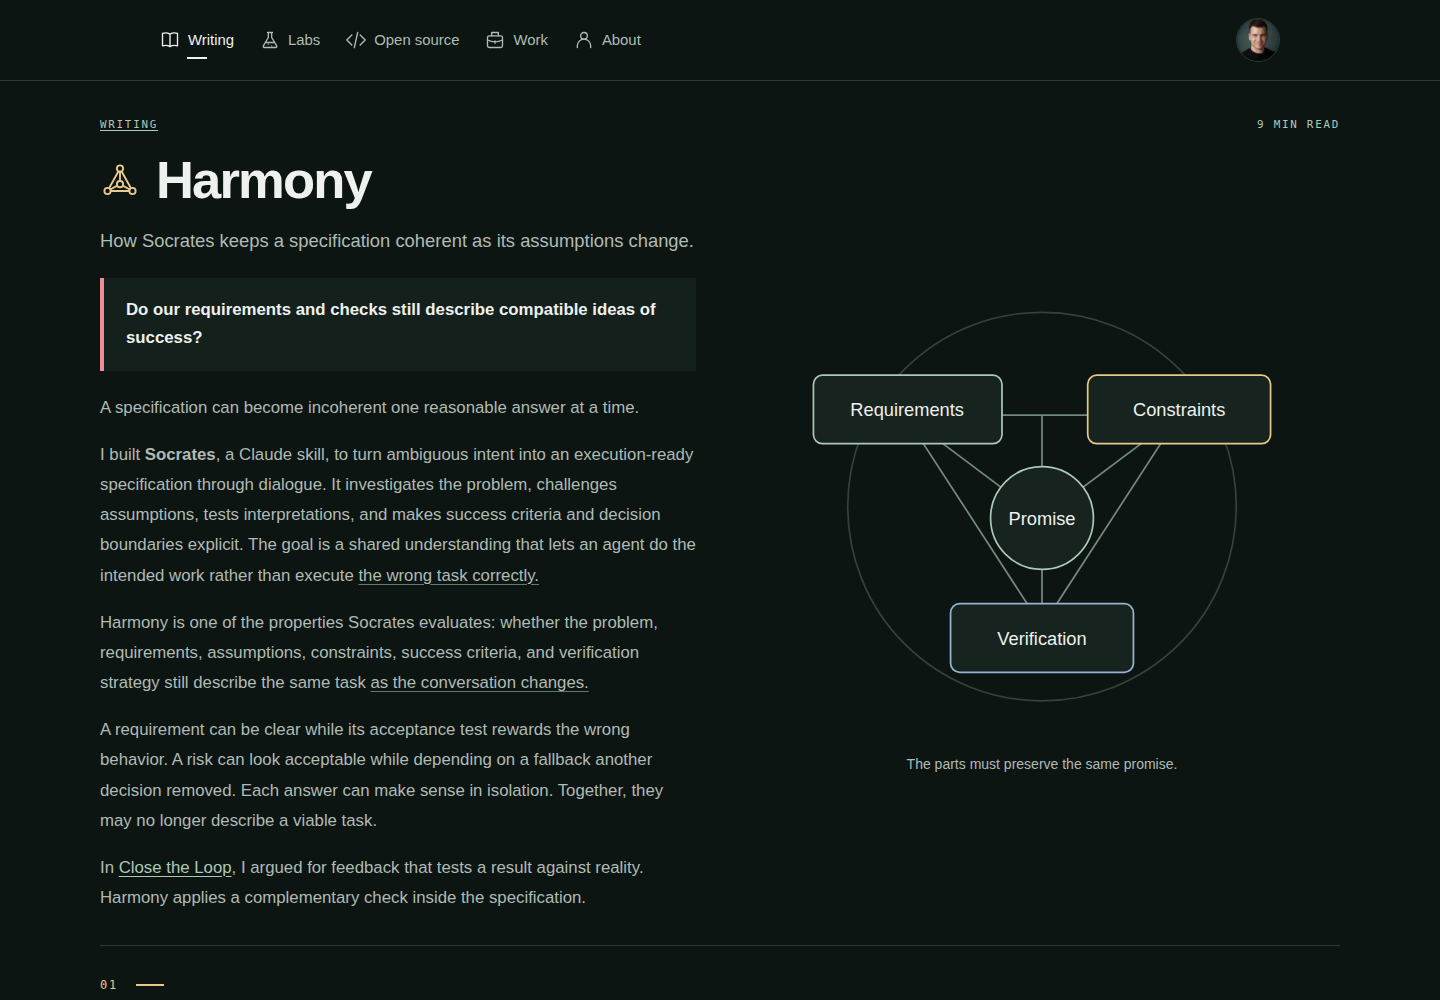 Writing
Labs
Open source
Work
About
WRITING
9 MIN READ
Harmony
How Socrates keeps a specification coherent as its assumptions change.
Do our requirements and checks still describe compatible ideas of
success?
A specification can become incoherent one reasonable answer at a time.
I built Socrates, a Claude skill, to turn ambiguous intent into an execution-ready
specification through dialogue. It investigates the problem, challenges
assumptions, tests interpretations, and makes success criteria and decision
boundaries explicit. The goal is a shared understanding that lets an agent do the
intended work rather than execute the wrong task correctly.
Harmony is one of the properties Socrates evaluates: whether the problem,
requirements, assumptions, constraints, success criteria, and verification
strategy still describe the same task as the conversation changes.
A requirement can be clear while its acceptance test rewards the wrong
behavior. A risk can look acceptable while depending on a fallback another
decision removed. Each answer can make sense in isolation. Together, they
may no longer describe a viable task.
In Close the Loop, I argued for feedback that tests a result against reality.
Harmony applies a complementary check inside the specification.
Requirements
Constraints
Promise
Verification
The parts must preserve the same promise.
01